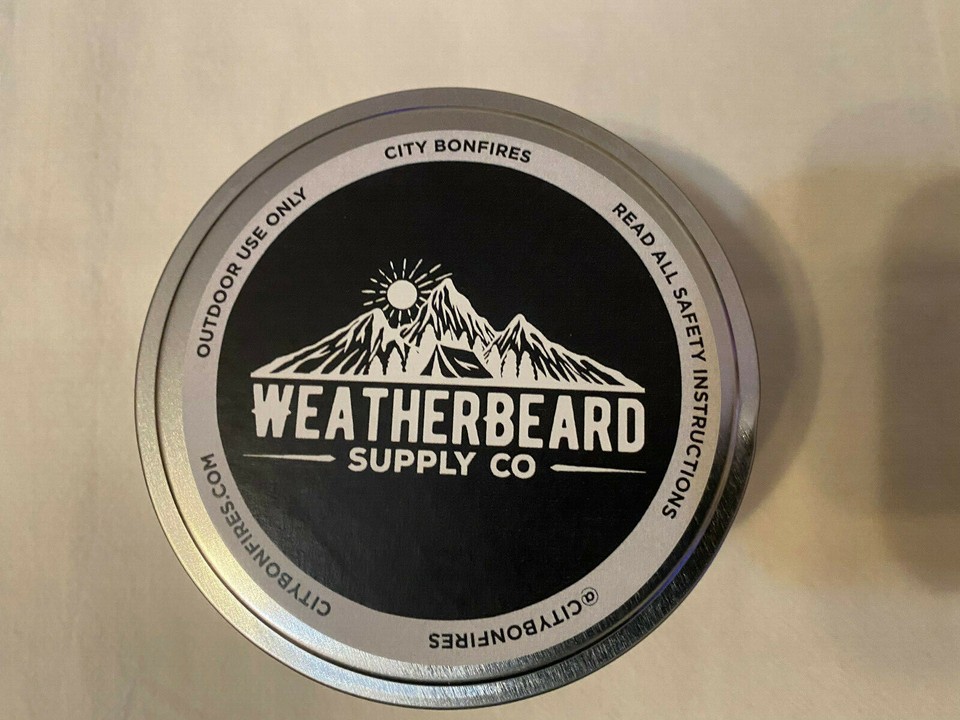 CITY BONFIRES
READ ALL SAFETY INSTRUCTIONS
@CITYBONFIRES
CITYBONFIRES.COM
OUTDOOR USE ONLY
WEATHERBEARD
SUPPLY CO